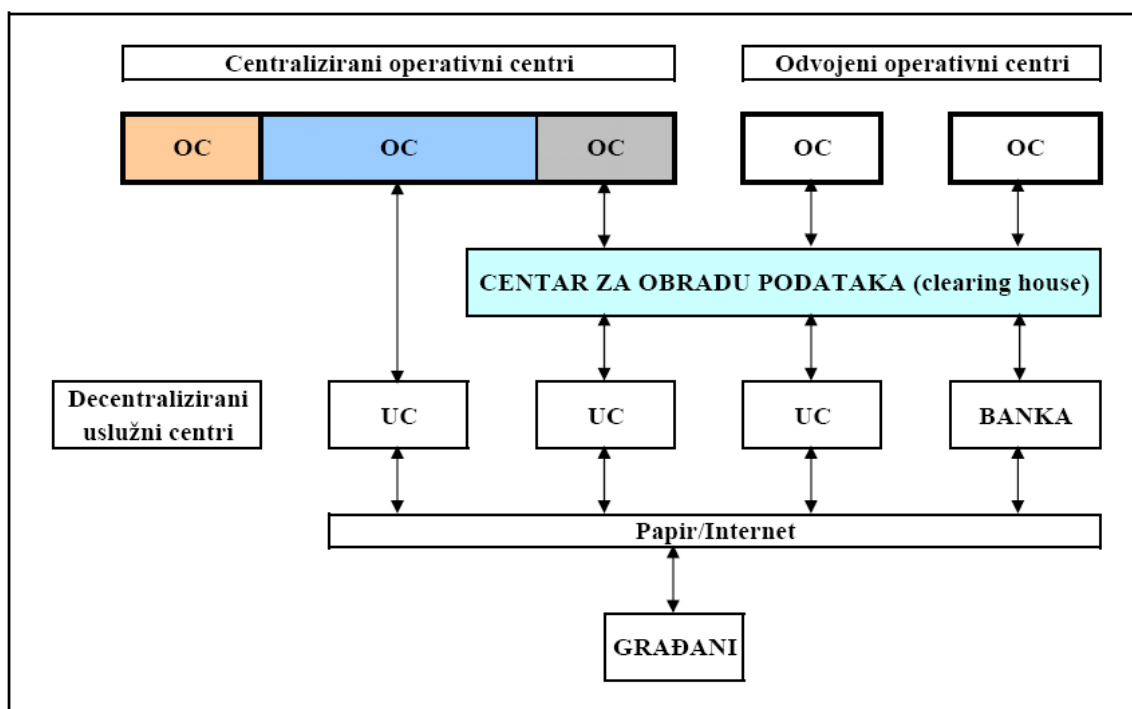 Centralizirani operativni centri
Odvojeni operativni centri
OC
OC
OC
OC
OC
CENTAR ZA OBRADU PODATAKA (clearing house)
Decentralizirani
uslužni centri
UC
UC
UC
BANKA
Papir/Internet
GRAĐANI